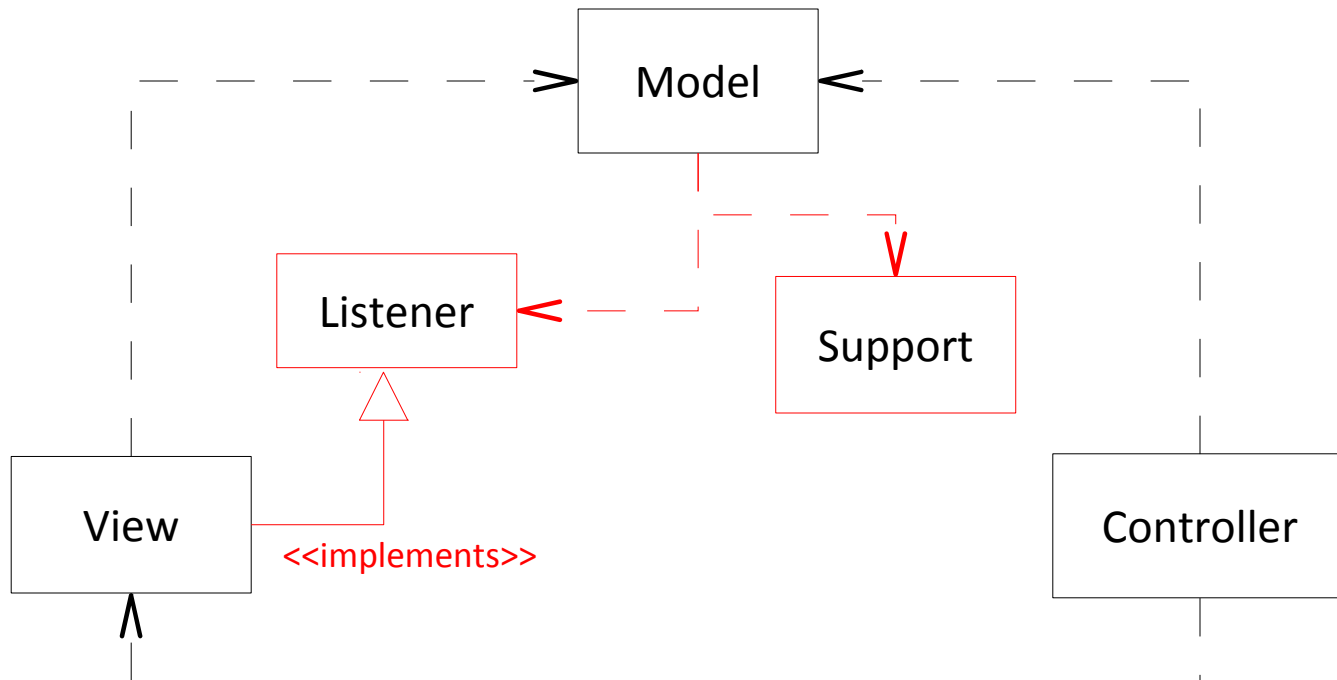 Model
Listener
Support
View
Controller
<<implements>>